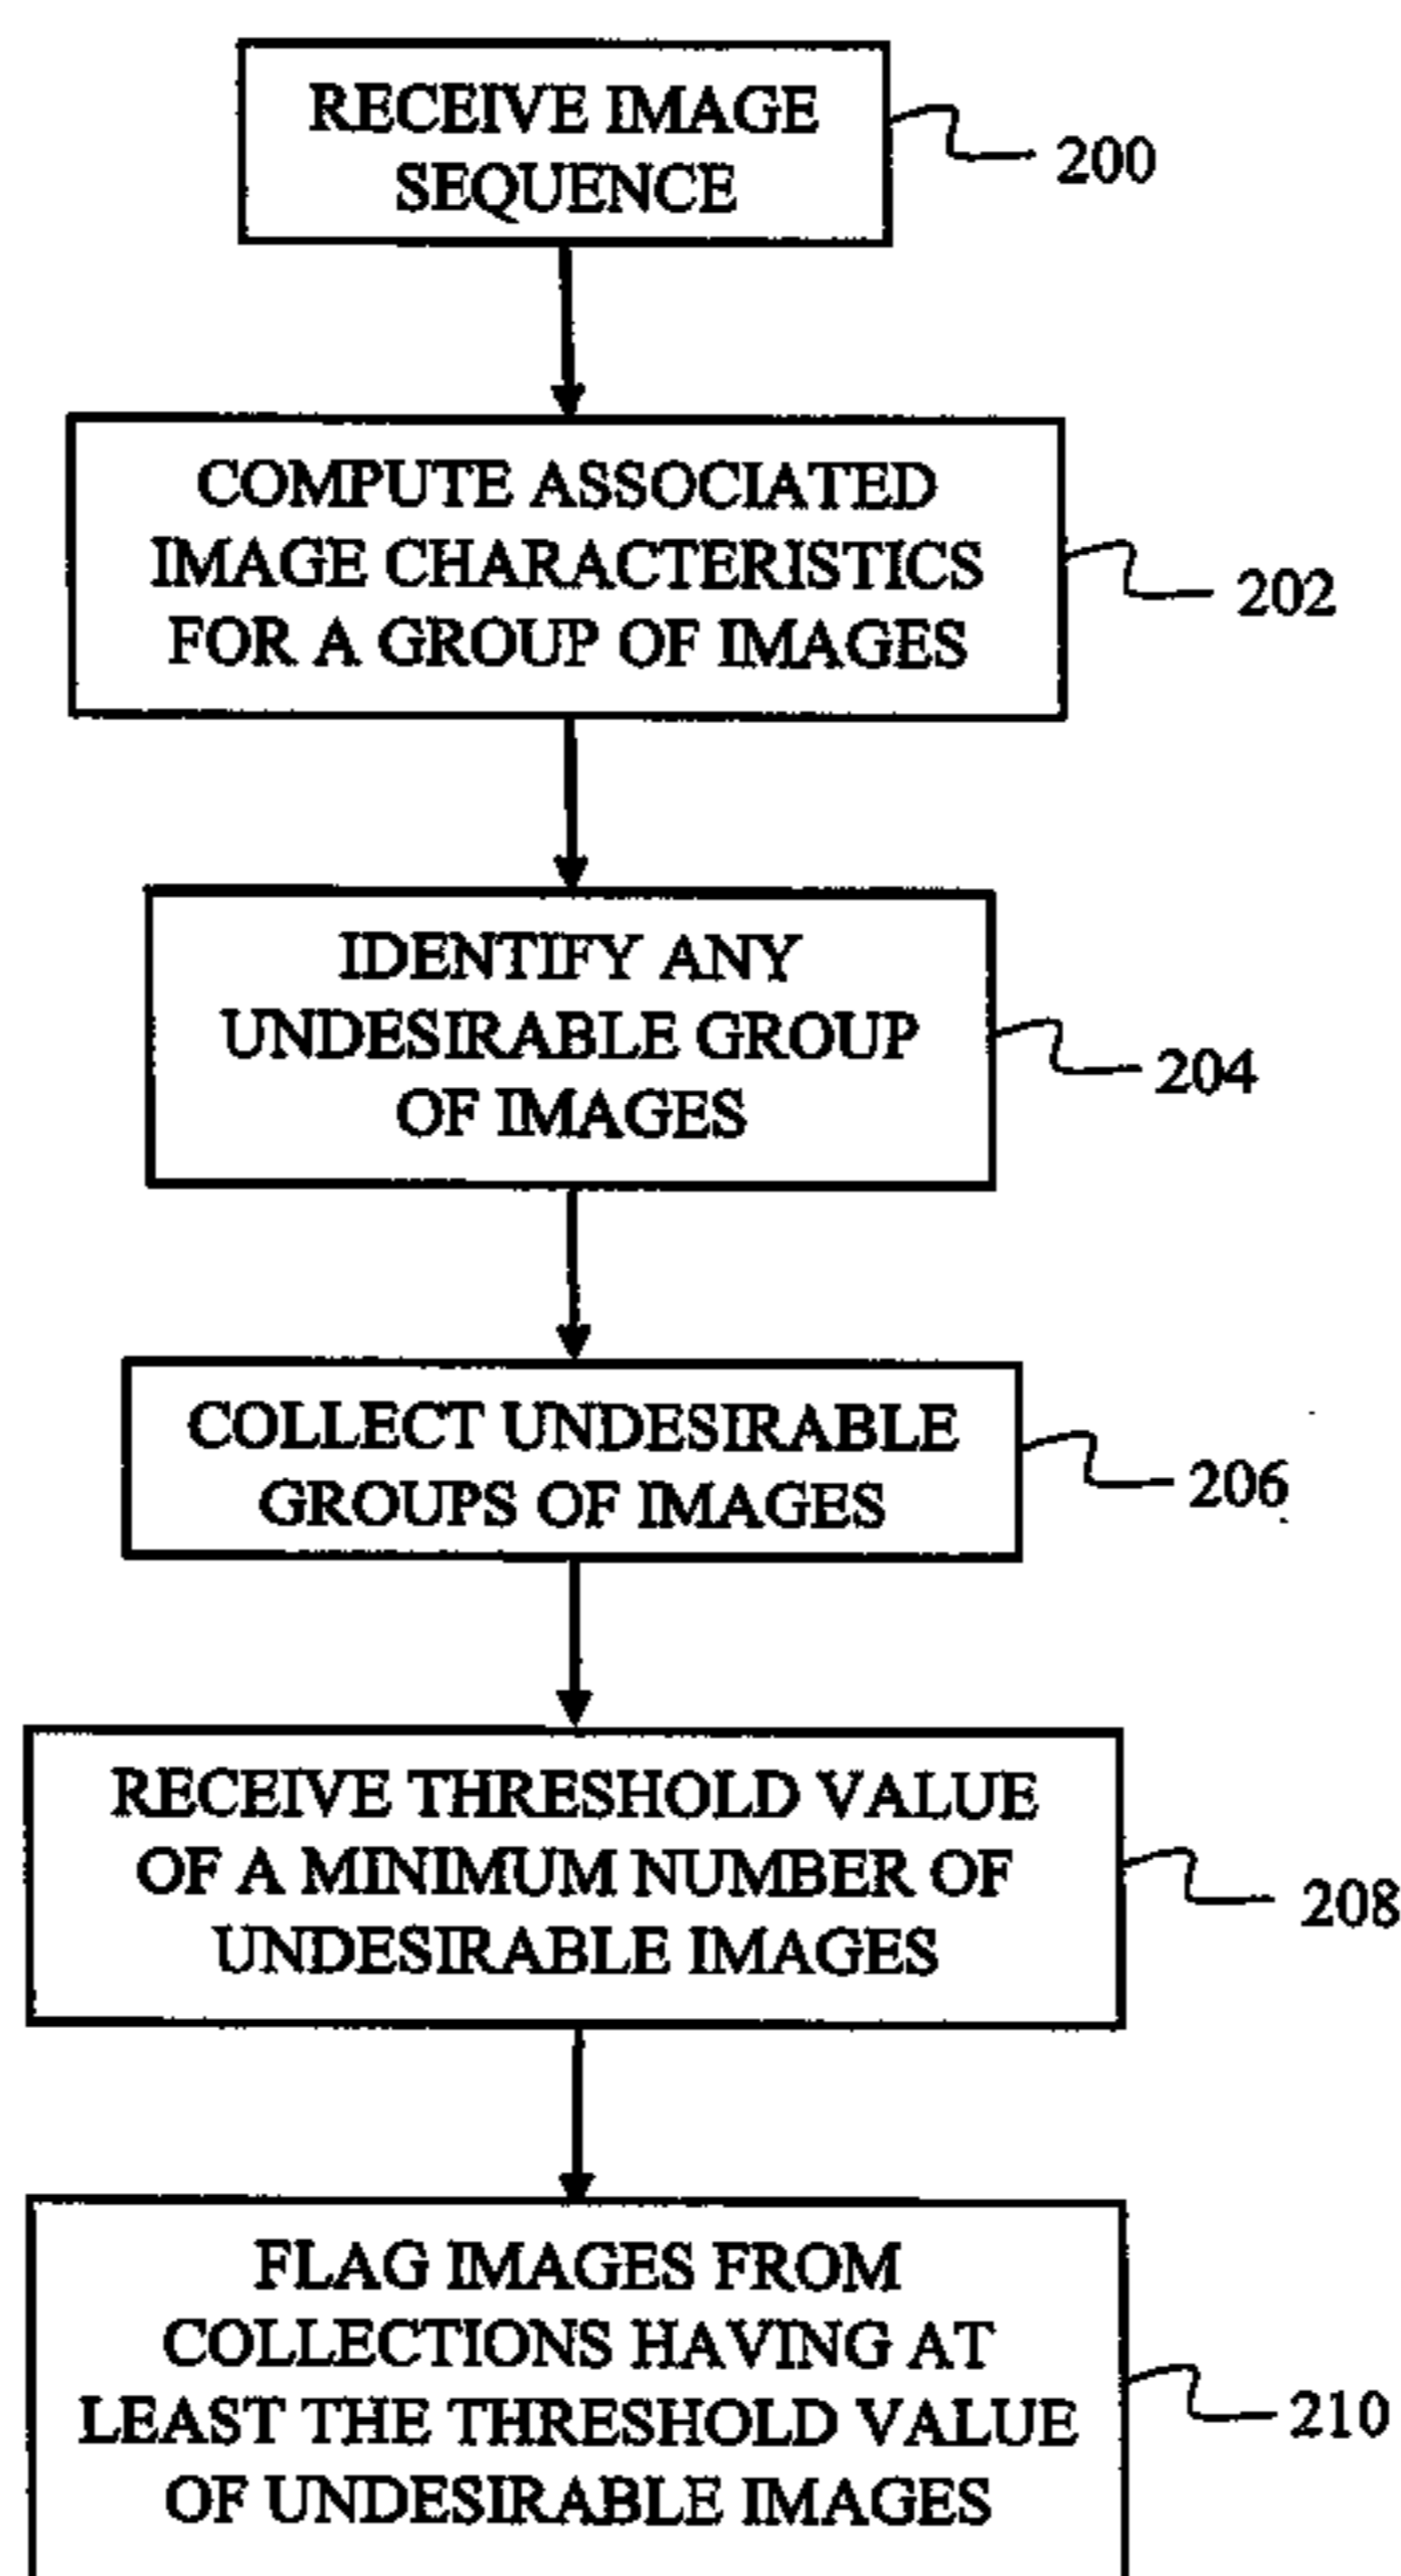 RECEIVE IMAGE
SEQUENCE
200
COMPUTE ASSOCIATED
IMAGE CHARACTERISTICS
FOR A GROUP OF IMAGES
202
IDENTIFY ANY
UNDESIRABLE GROUP
OF IMAGES
204
COLLECT UNDESIRABLE
GROUPS OF IMAGES
206
RECEIVE THRESHOLD VALUE
OF A MINIMUM NUMBER OF
UNDESIRABLE IMAGES
208
FLAG IMAGES FROM
COLLECTIONS HAVING AT
LEAST THE THRESHOLD VALUE
OF UNDESIRABLE IMAGES
210